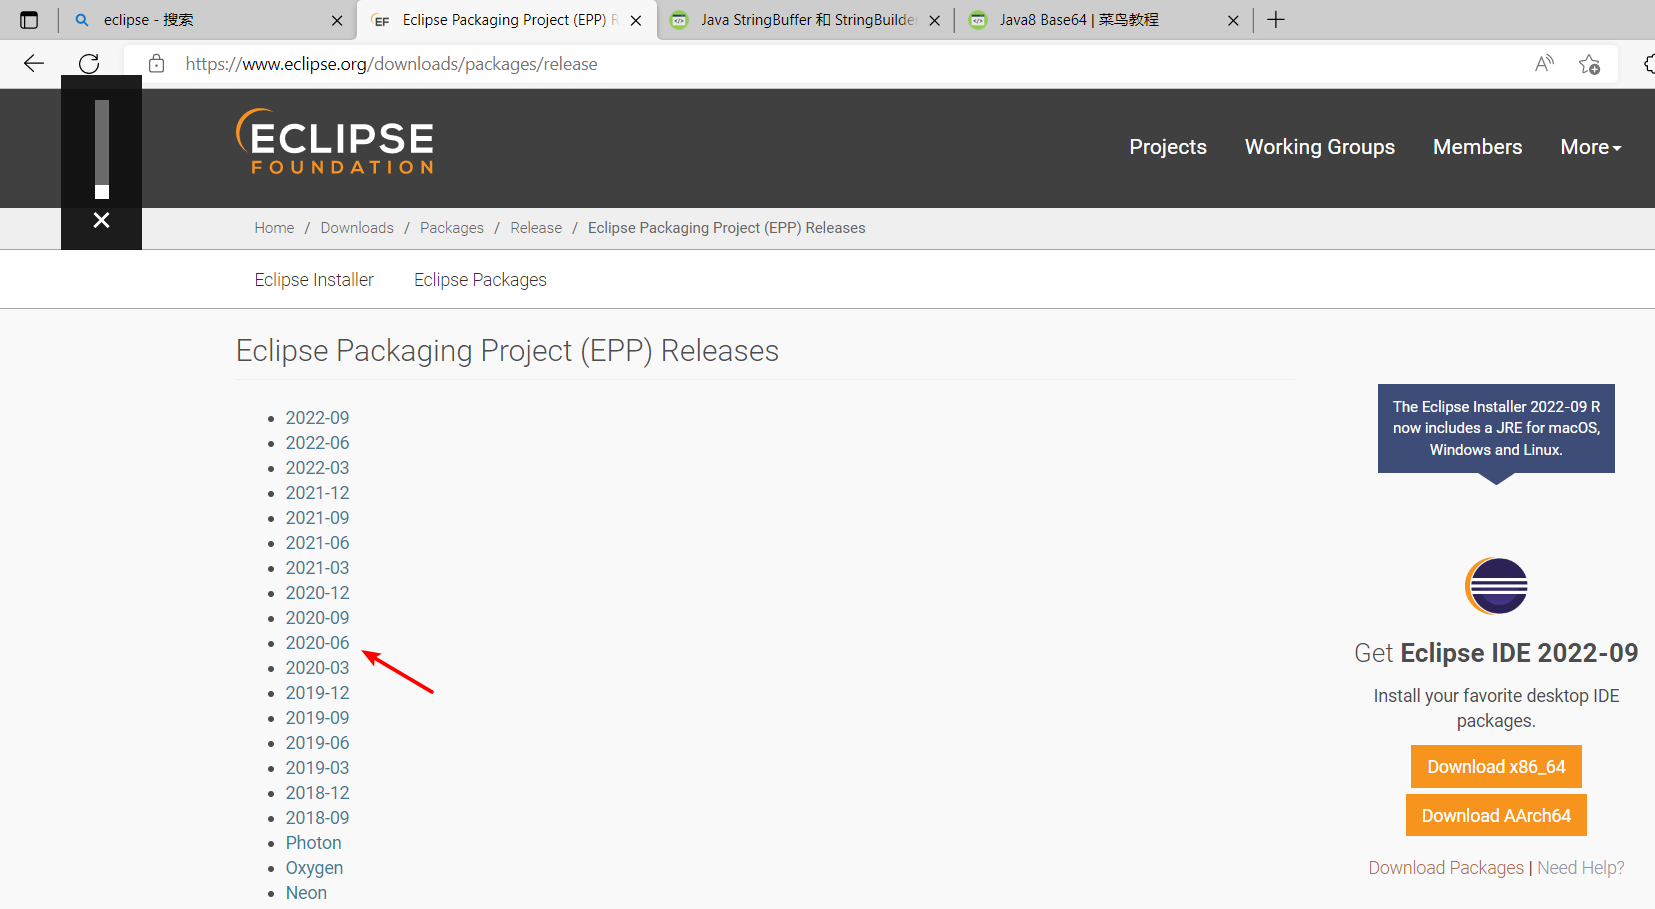 eclipse - 搜索
EF Eclipse Packaging Project (EPP) R
Java StringBuffer 和 StringBuilde
Java8 Base64 | 菜鸟教程
https://www.eclipse.org/downloads/packages/release
ECLIPSE
FOUNDATION
Projects
Working Groups
Members
More
Home / Downloads / Packages / Release / Eclipse Packaging Project (EPP) Releases
Eclipse Installer
Eclipse Packages
Eclipse Packaging Project (EPP) Releases
2022-09
2022-06
2022-03
2021-12
2021-09
2021-06
2021-03
2020-12
2020-09
2020-06
2020-03
2019-12
2019-09
2019-06
2019-03
2018-12
2018-09
Photon
Oxygen
Neon
The Eclipse Installer 2022-09 R
now includes a JRE for macOS,
Windows and Linux.
Get Eclipse IDE 2022-09
Install your favorite desktop IDE
packages.
Download x86_64
Download AArch64
Download Packages | Need Help?